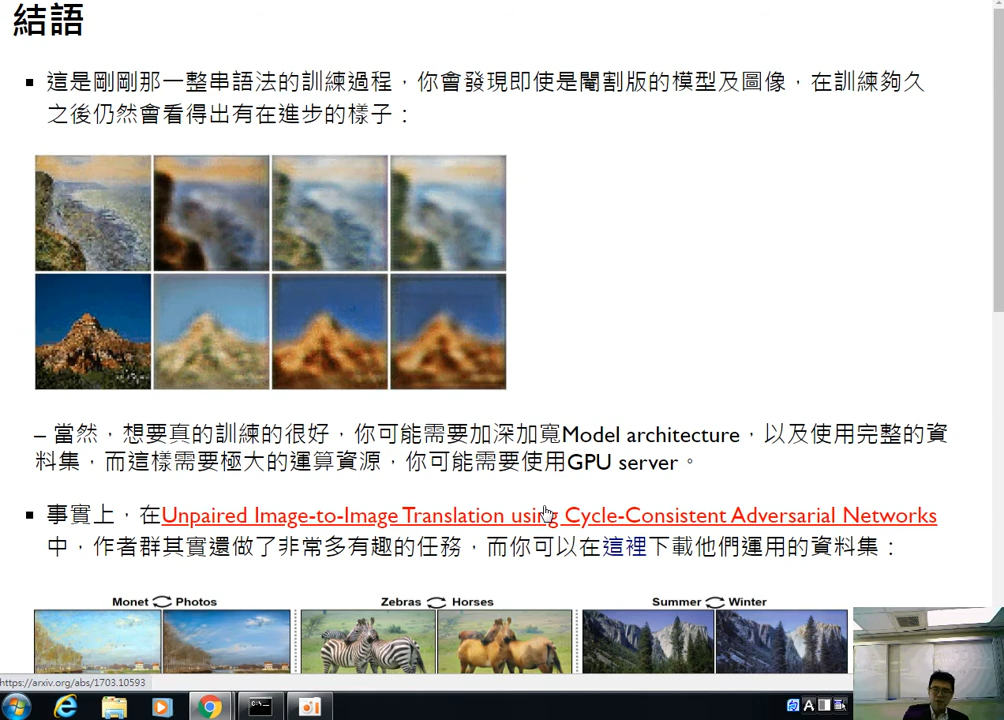 結語
▪ 這是剛剛那一整串語法的訓練過程，你會發現即使是閹割版的模型及圖像，在訓練夠久
之後仍然會看得出有在進步的樣子：
– 當然，想要真的訓練的很好，你可能需要加深加寬Model architecture，以及使用完整的資
料集，而這樣需要極大的運算資源，你可能需要使用GPU server。
▪ 事實上，在Unpaired Image-to-Image Translation using Cycle-Consistent Adversarial Networks
中，作者群其實還做了非常多有趣的任務，而你可以在這裡下載他們運用的資料集：
Monet Photos
Zebras Horses
Summer Winter
https://arxiv.org/abs/1703.10593